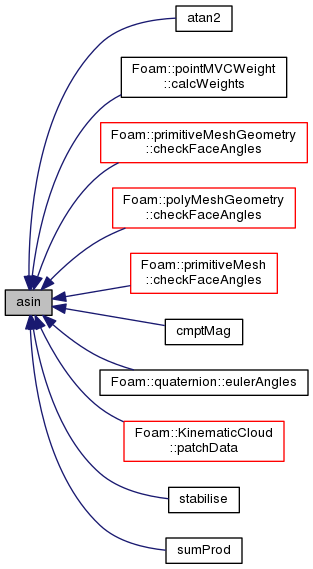 atan2
Foam::pointMVCWeight
::calcWeights
Foam::primitiveMeshGeometry
::checkFaceAngles
Foam::polyMeshGeometry
::checkFaceAngles
Foam::primitiveMesh
::checkFaceAngles
asin
cmptMag
Foam::quaternion::eulerAngles
Foam::KinematicCloud
::patchData
stabilise
sumProd